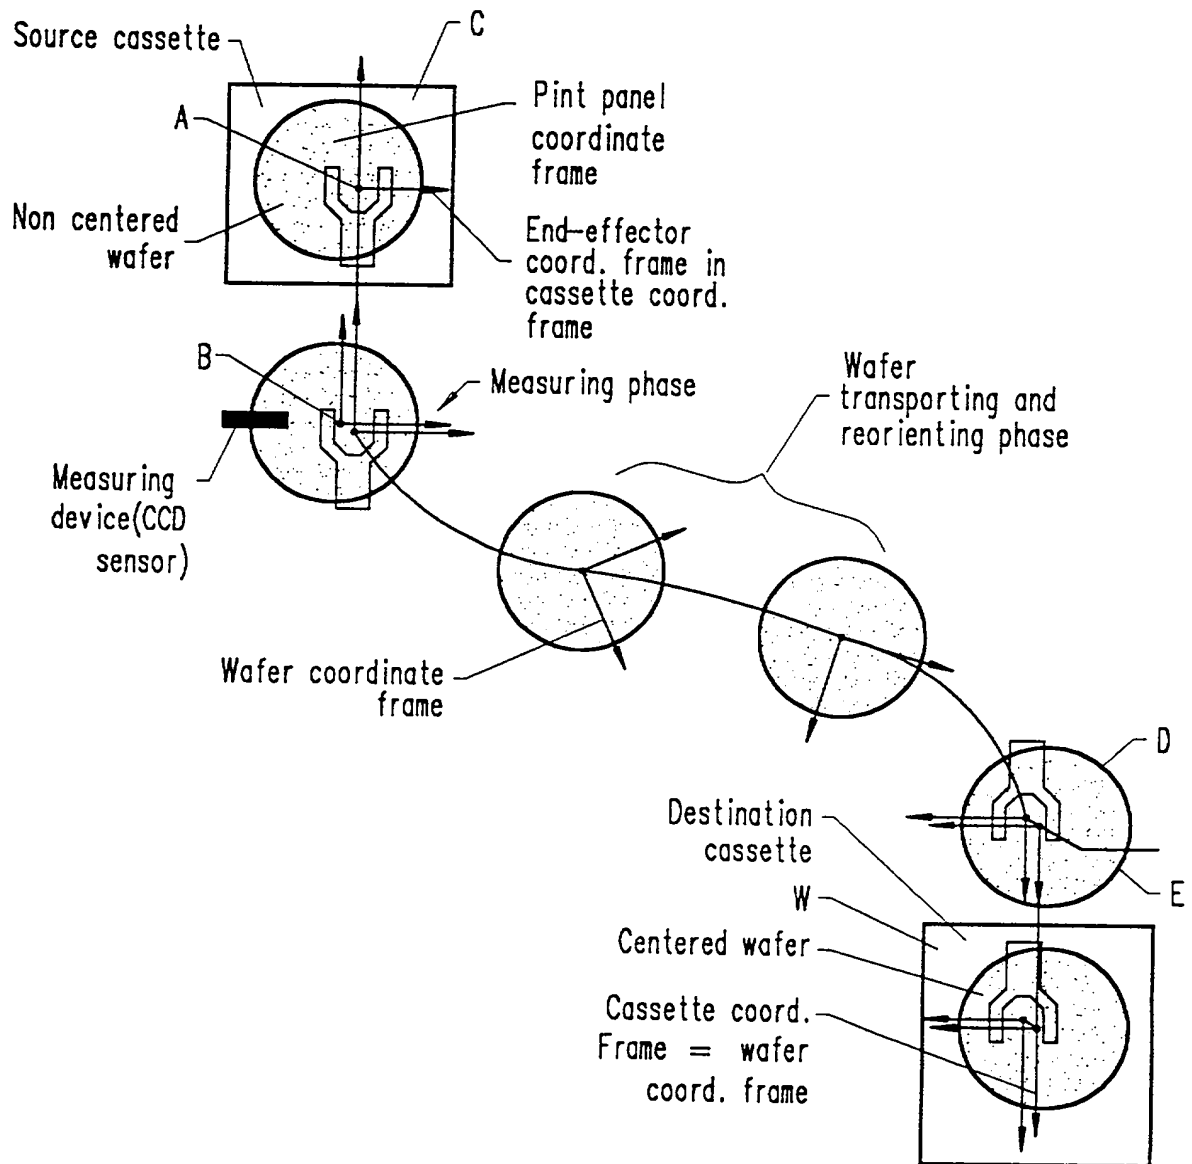 Source cassette
C
A
Pint panel
coordinate
frame
Non centered
wafer
End-effector
coord. frame in
cassette coord.
frame
B
Measuring phase
Wafer
transporting and
reorienting phase
Measuring
device(CCD
sensor)
Wafer coordinate
frame
D
Destination
cassette
E
W
Centered wafer
Cassette coord.
Frame = wafer
coord. frame